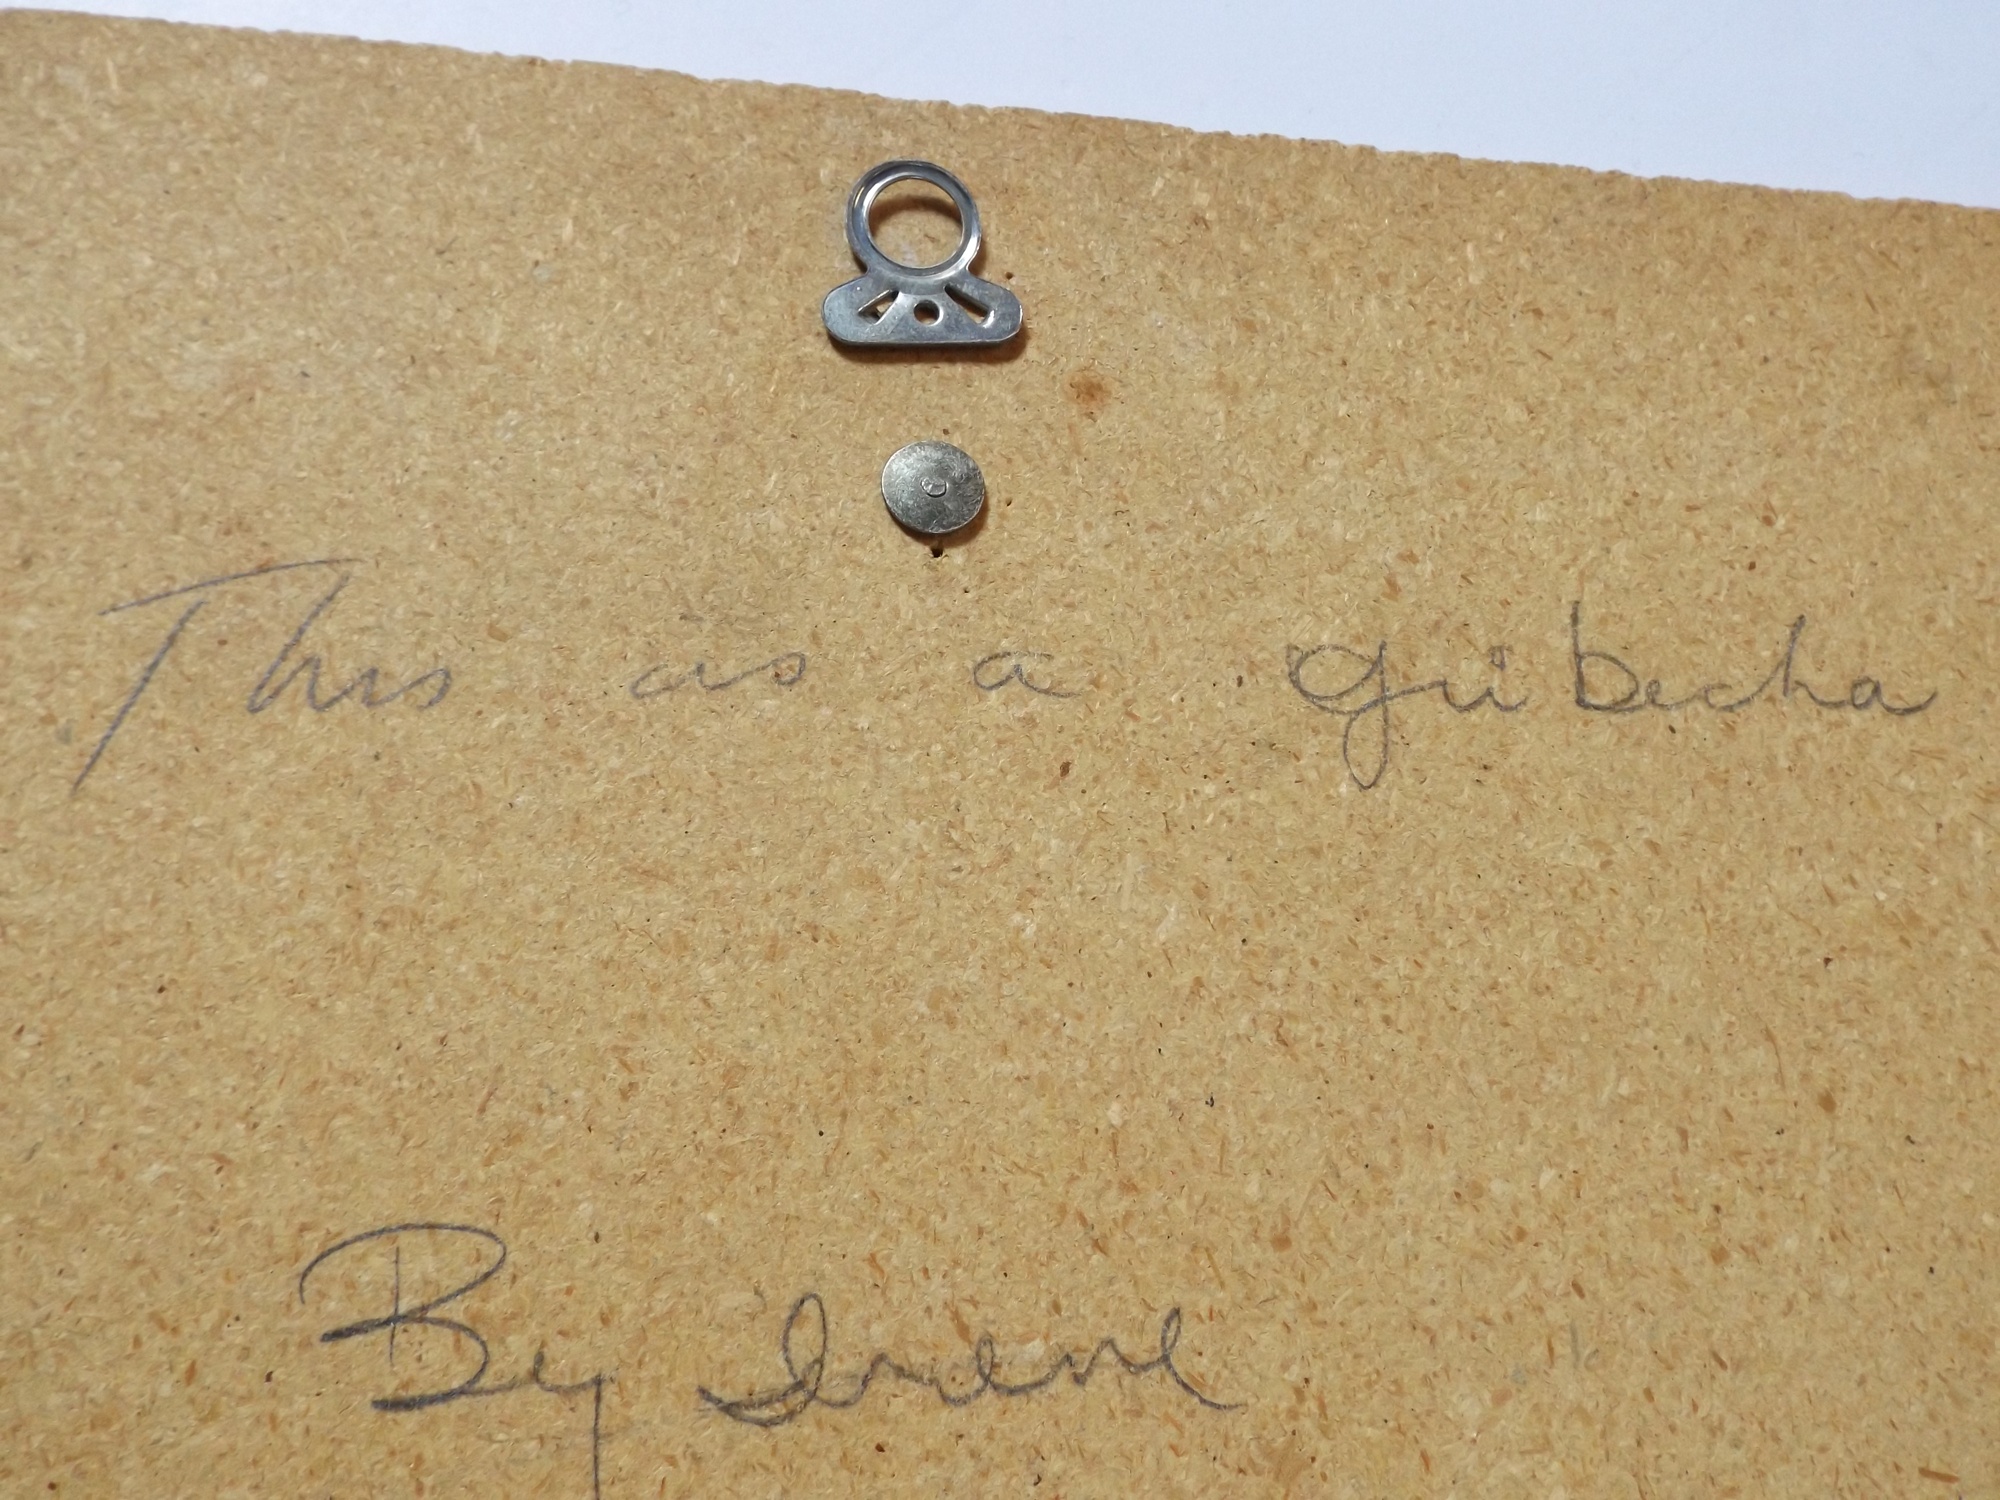 This is a gribecha
By Irene